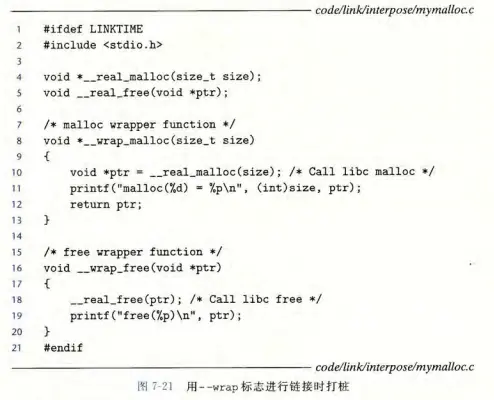 code/link/interpose/mymalloc.c
1 #ifdef LINKTIME
2 #include <stdio.h>
3
4 void *__real_malloc(size_t size);
5 void __real_free(void *ptr);
6
7 /* malloc wrapper function */
8 void *__wrap_malloc(size_t size)
9 {
10     void *ptr = __real_malloc(size); /* Call libc malloc */
11     printf("malloc(%d) = %p\n", (int)size, ptr);
12     return ptr;
13 }
14
15 /* free wrapper function */
16 void __wrap_free(void *ptr)
17 {
18     __real_free(ptr); /* Call libc free */
19     printf("free(%p)\n", ptr);
20 }
21 #endif
code/link/interpose/mymalloc.c
图 7-21 用--wrap 标志进行链接时打桩